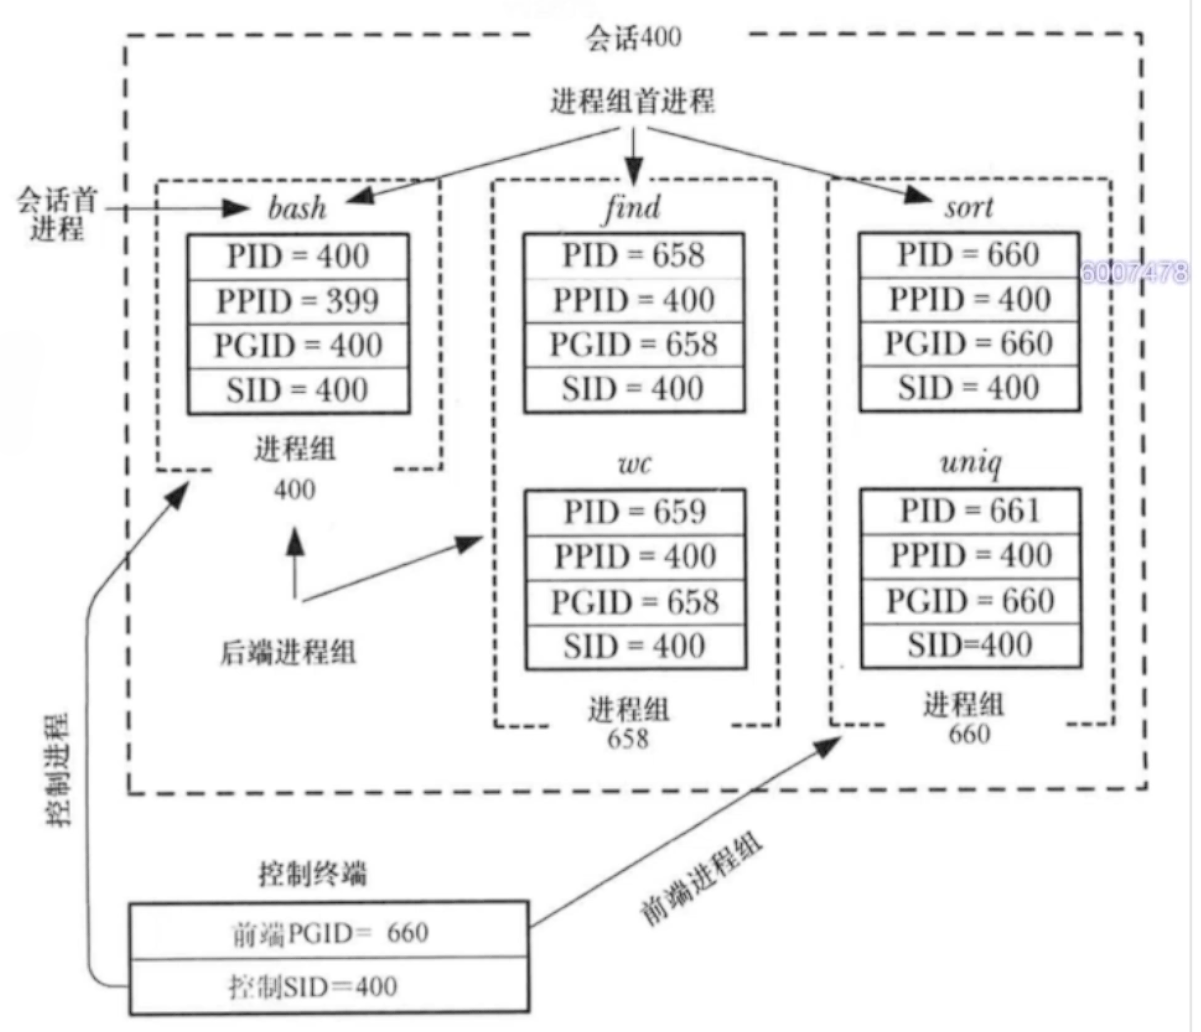 会话400
进程组首进程
会话首
进程
bash
find
sort
PID = 400
PPID = 399
PGID = 400
SID = 400
PID = 658
PPID = 400
PGID = 658
SID = 400
PID = 660
PPID = 400
PGID = 660
SID = 400
6007478
进程组
400
wc
uniq
PID = 659
PPID = 400
PGID = 658
SID = 400
PID = 661
PPID = 400
PGID = 660
SID=400
后端进程组
进程组
658
进程组
660
控制进程
前端进程组
控制终端
前端PGID= 660
控制SID=400